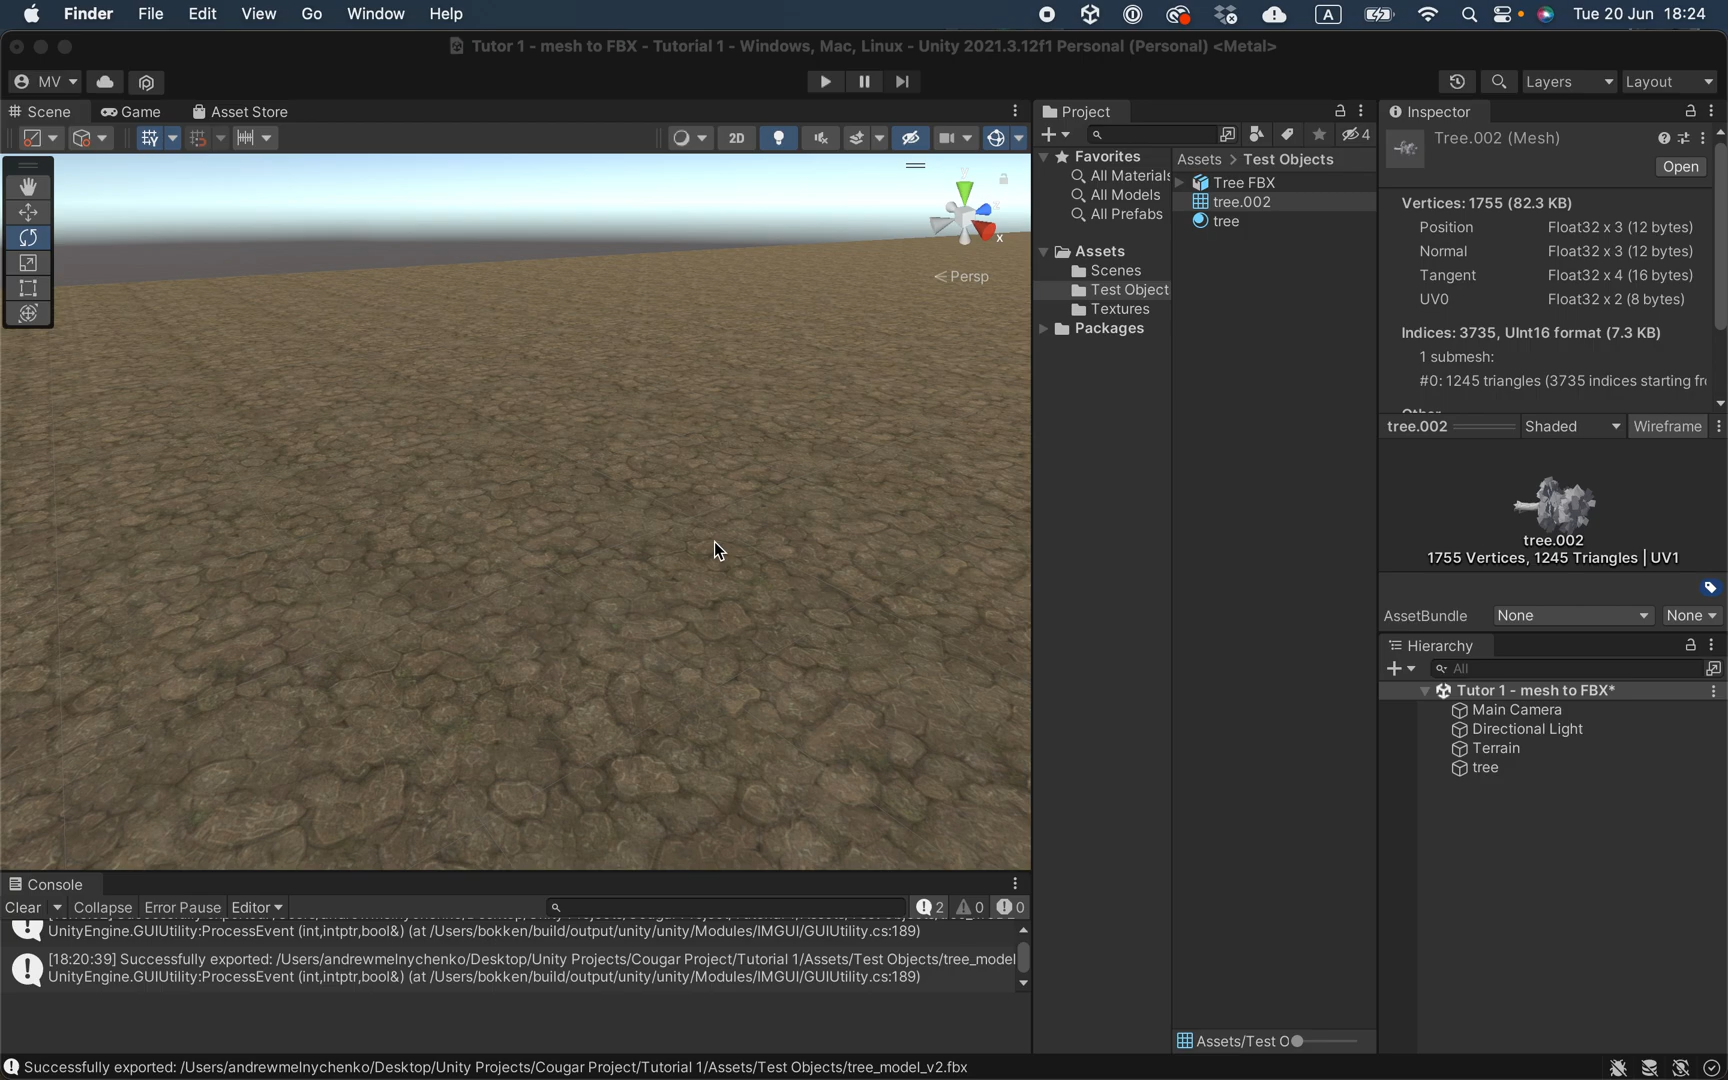 Finder File Edit View Go Window Help A Tue 20 Jun 18:24
Tutor 1 - mesh to FBX - Tutorial 1 - Windows, Mac, Linux - Unity 2021.3.12f1 Personal (Personal) <Metal>
MV Layers Layout
Scene Game Asset Store
2D
Persp
y
x
Project
4
Favorites
All Materials
All Models
All Prefabs
Assets
Scenes
Test Object
Textures
Packages
Assets > Test Objects
Tree FBX
tree.002
tree
Assets/Test O
Inspector
Tree.002 (Mesh)
Open
Vertices: 1755 (82.3 KB)
Position Float32 x 3 (12 bytes)
Normal Float32 x 3 (12 bytes)
Tangent Float32 x 4 (16 bytes)
UV0 Float32 x 2 (8 bytes)
Indices: 3735, UInt16 format (7.3 KB)
1 submesh:
#0: 1245 triangles (3735 indices starting fr
tree.002 Shaded Wireframe
tree.002
1755 Vertices, 1245 Triangles | UV1
AssetBundle None None
Hierarchy
All
Tutor 1 - mesh to FBX*
Main Camera
Directional Light
Terrain
tree
Console
Clear Collapse Error Pause Editor 2 0 0
UnityEngine.GUIUtility:ProcessEvent (int,intptr,bool&) (at /Users/bokken/build/output/unity/unity/Modules/IMGUI/GUIUtility.cs:189)
[18:20:39] Successfully exported: /Users/andrewmelnychenko/Desktop/Unity Projects/Cougar Project/Tutorial 1/Assets/Test Objects/tree_model
UnityEngine.GUIUtility:ProcessEvent (int,intptr,bool&) (at /Users/bokken/build/output/unity/unity/Modules/IMGUI/GUIUtility.cs:189)
Successfully exported: /Users/andrewmelnychenko/Desktop/Unity Projects/Cougar Project/Tutorial 1/Assets/Test Objects/tree_model_v2.fbx